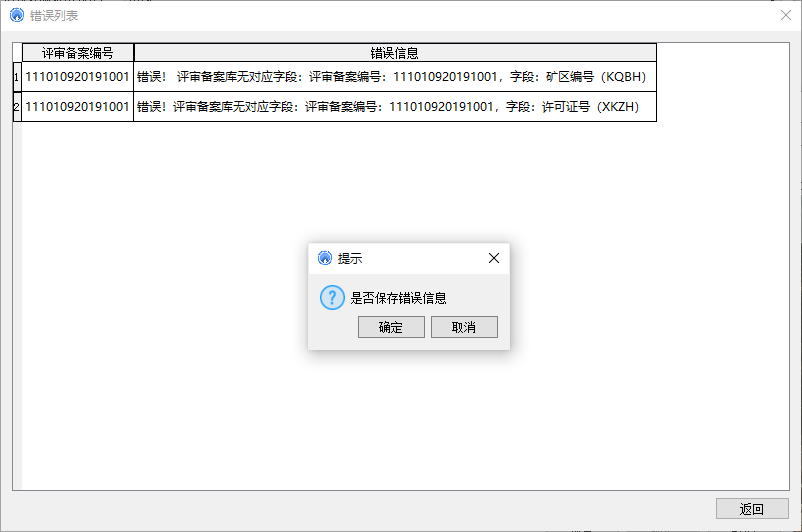 错误列表
评审备案编号 错误信息
1 111010920191001 错误！ 评审备案库无对应字段：评审备案编号：111010920191001，字段：矿区编号（KQBH）
2 111010920191001 错误！评审备案库无对应字段：评审备案编号：111010920191001，字段：许可证号（XKZH）
提示
是否保存错误信息
确定 取消
返回